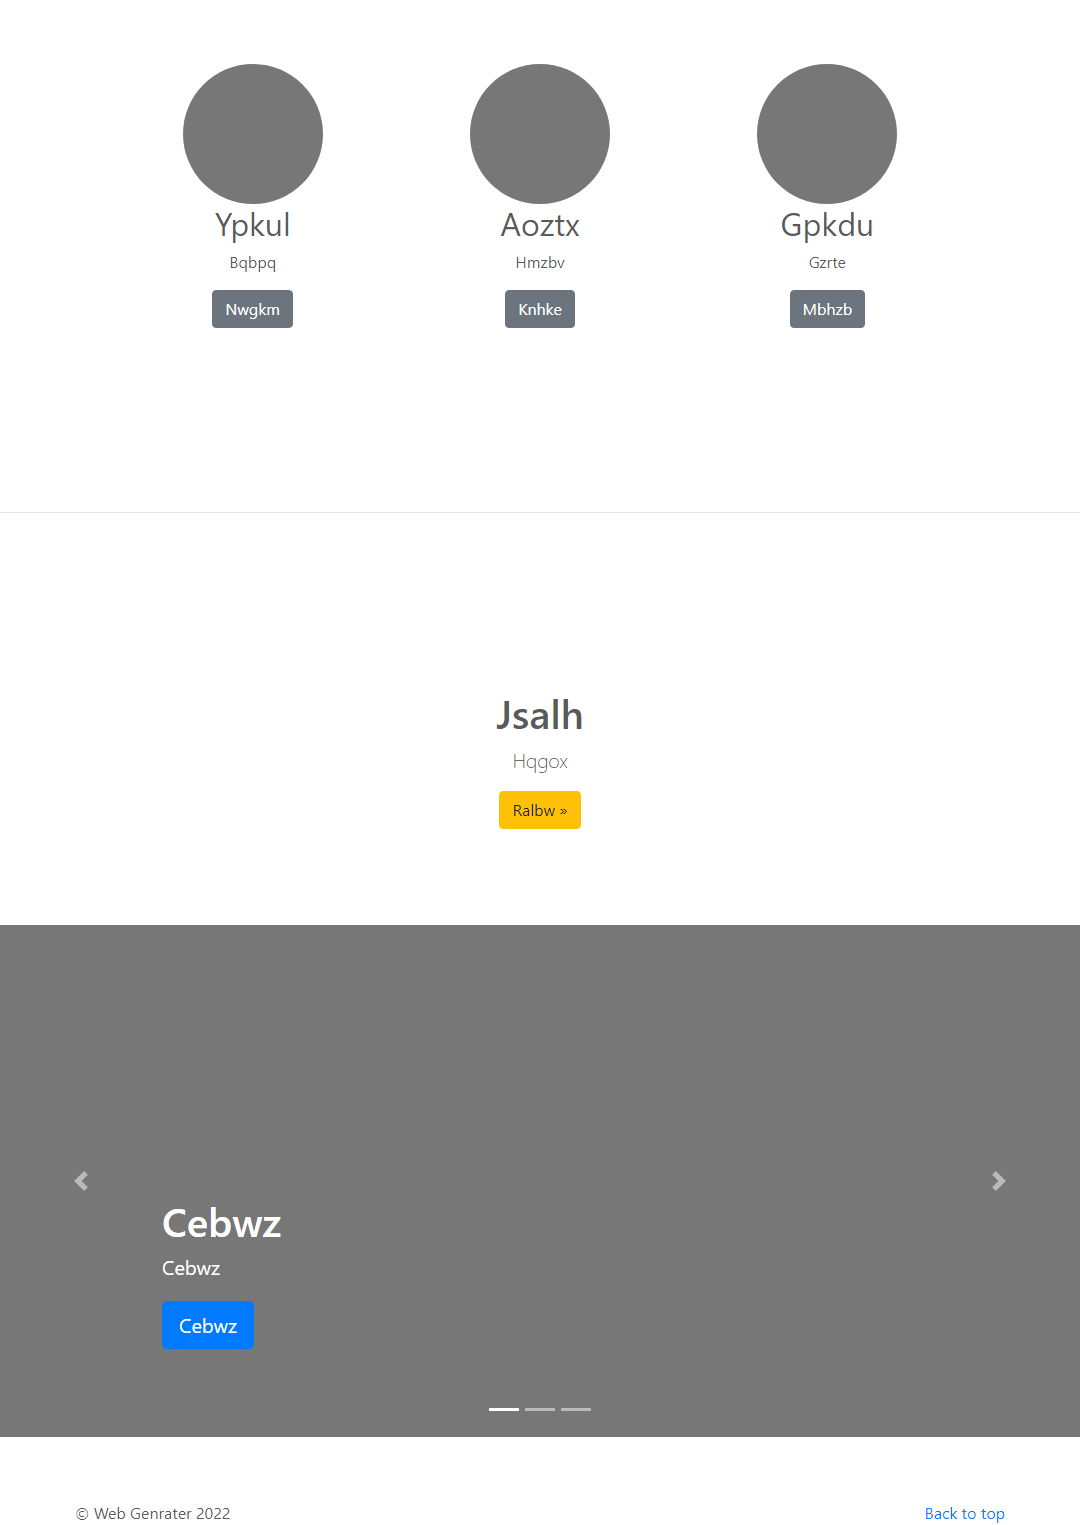 Ypkul
Bqbpq
Nwgkm
Aoztx
Hmzbv
Knhke
Gpkdu
Gzrte
Mbhzb
Jsalh
Hqgox
Ralbw »
Cebwz
Cebwz
Cebwz
© Web Genrater 2022
Back to top